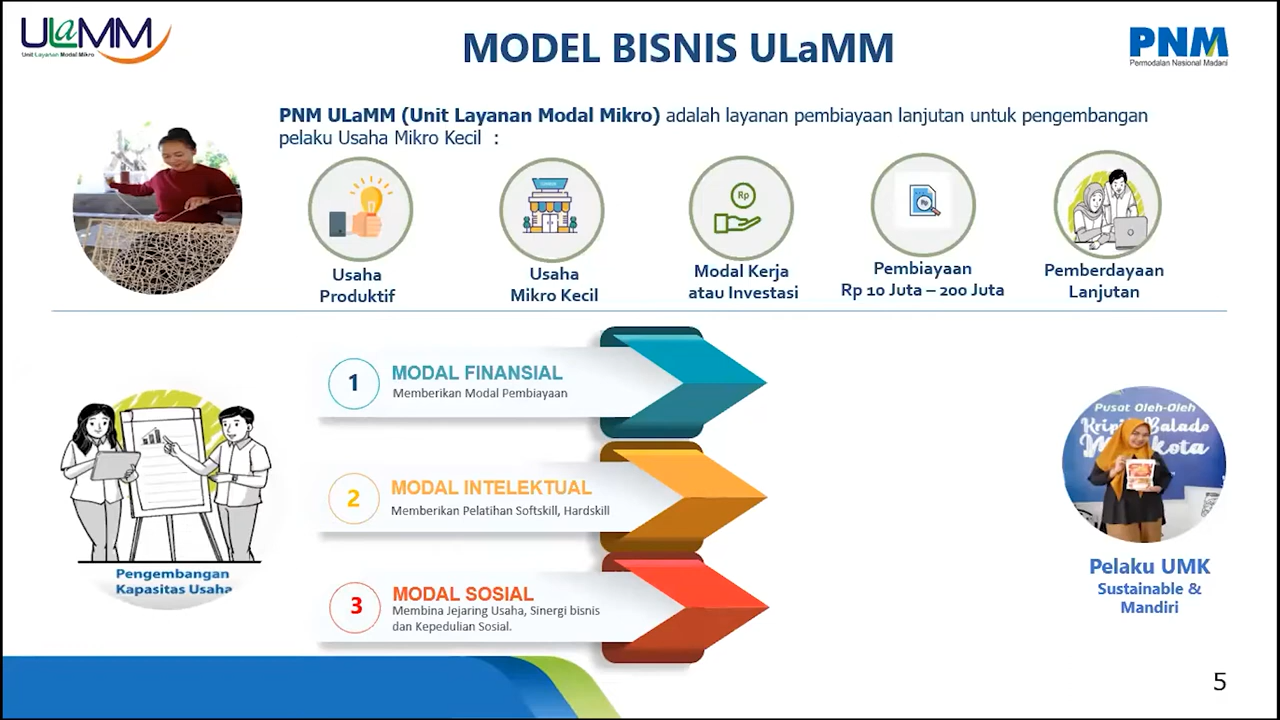 ULaMM
Unit Layanan Modal Mikro
MODEL BISNIS ULaMM
PNM
Permodalan Nasional Madani
PNM ULaMM (Unit Layanan Modal Mikro) adalah layanan pembiayaan lanjutan untuk pengembangan
pelaku Usaha Mikro Kecil :
Rp
Rp
Usaha
Produktif
Usaha
Mikro Kecil
Modal Kerja
atau Investasi
Pembiayaan
Rp 10 Juta – 200 Juta
Pemberdayaan
Lanjutan
1
MODAL FINANSIAL
Memberikan Modal Pembiayaan
2
MODAL INTELEKTUAL
Memberikan Pelatihan Softskill, Hardskill
3
MODAL SOSIAL
Membina Jejaring Usaha, Sinergi bisnis
dan Kepedulian Sosial.
Pengembangan
Kapasitas Usaha
Pusat Oleh-Oleh
Pelaku UMK
Sustainable &
Mandiri
5